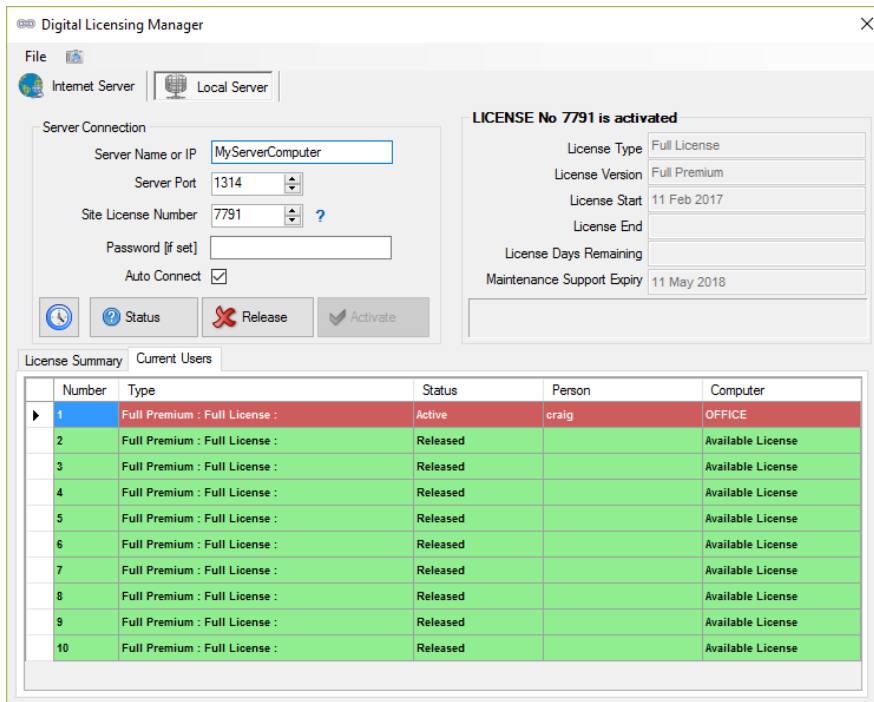 Digital Licensing Manager
File
Internet Server Local Server
Server Connection
Server Name or IP MyServerComputer
Server Port 1314
Site License Number 7791 ?
Password [if set]
Auto Connect
Status Release Activate
LICENSE No 7791 is activated
License Type Full License
License Version Full Premium
License Start 11 Feb 2017
License End
License Days Remaining
Maintenance Support Expiry 11 May 2018
License Summary Current Users
Number Type Status Person Computer
1 Full Premium : Full License : Active craig OFFICE
2 Full Premium : Full License : Released Available License
3 Full Premium : Full License : Released Available License
4 Full Premium : Full License : Released Available License
5 Full Premium : Full License : Released Available License
6 Full Premium : Full License : Released Available License
7 Full Premium : Full License : Released Available License
8 Full Premium : Full License : Released Available License
9 Full Premium : Full License : Released Available License
10 Full Premium : Full License : Released Available License